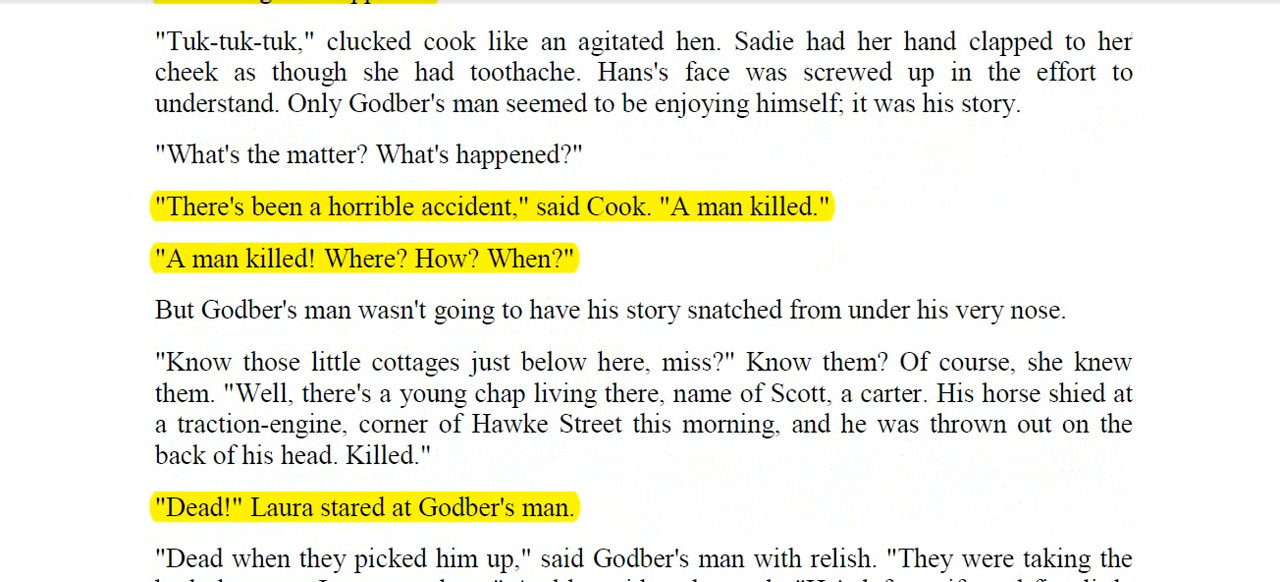 "Tuk-tuk-tuk," clucked cook like an agitated hen. Sadie had her hand clapped to her
cheek as though she had toothache. Hans's face was screwed up in the effort to
understand. Only Godber's man seemed to be enjoying himself; it was his story.
"What's the matter? What's happened?"
"There's been a horrible accident," said Cook. "A man killed."
"A man killed! Where? How? When?"
But Godber's man wasn't going to have his story snatched from under his very nose.
"Know those little cottages just below here, miss?" Know them? Of course, she knew
them. "Well, there's a young chap living there, name of Scott, a carter. His horse shied at
a traction-engine, corner of Hawke Street this morning, and he was thrown out on the
back of his head. Killed."
"Dead!" Laura stared at Godber's man.
"Dead when they picked him up," said Godber's man with relish. "They were taking the